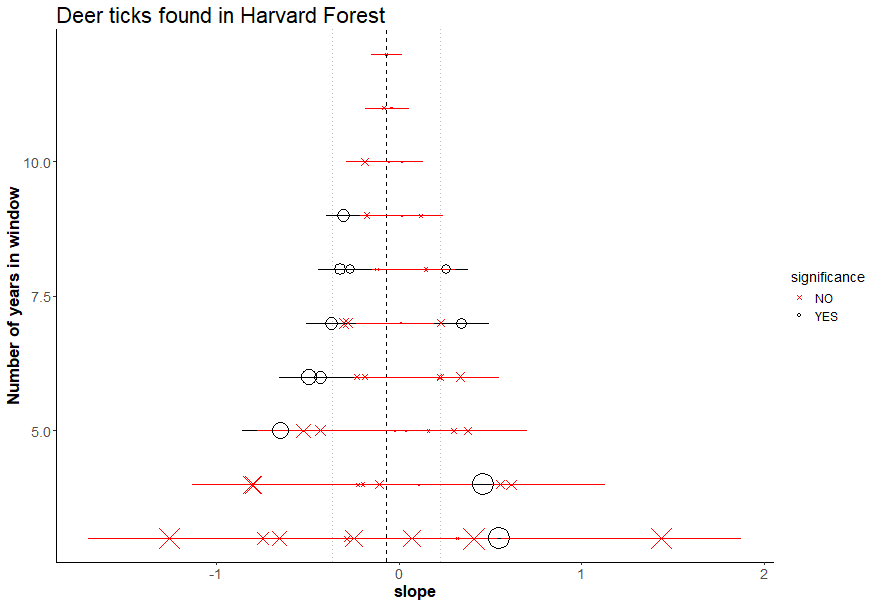 Deer ticks found in Harvard Forest
Number of years in window
10.0
7.5
5.0
-1
0
1
2
slope
significance
NO
YES